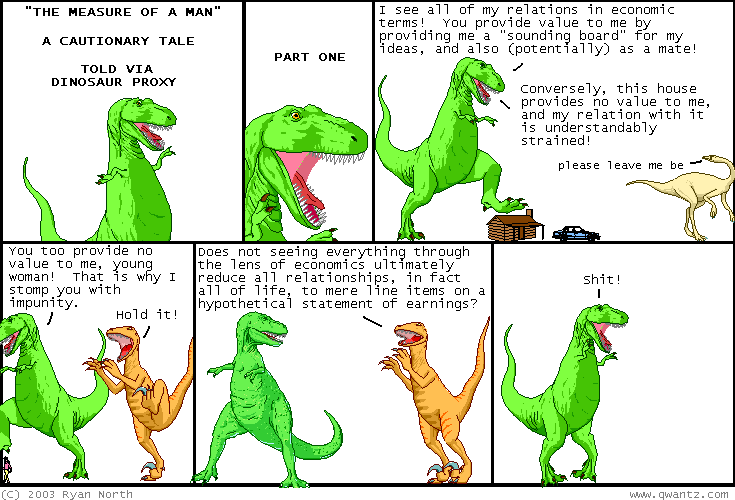 "THE MEASURE OF A MAN"
A CAUTIONARY TALE
TOLD VIA
DINOSAUR PROXY
PART ONE
I see all of my relations in economic
terms!  You provide value to me by
providing me a "sounding board" for my
ideas, and also (potentially) as a mate!
Conversely, this house
provides no value to me,
and my relation with it
is understandably
strained!
please leave me be
You too provide no
value to me, young
woman!  That is why I
stomp you with
impunity.
Hold it!
Does not seeing everything through
the lens of economics ultimately
reduce all relationships, in fact
all of life, to mere line items on a
hypothetical statement of earnings?
Shit!
(C) 2003 Ryan North
www.qwantz.com